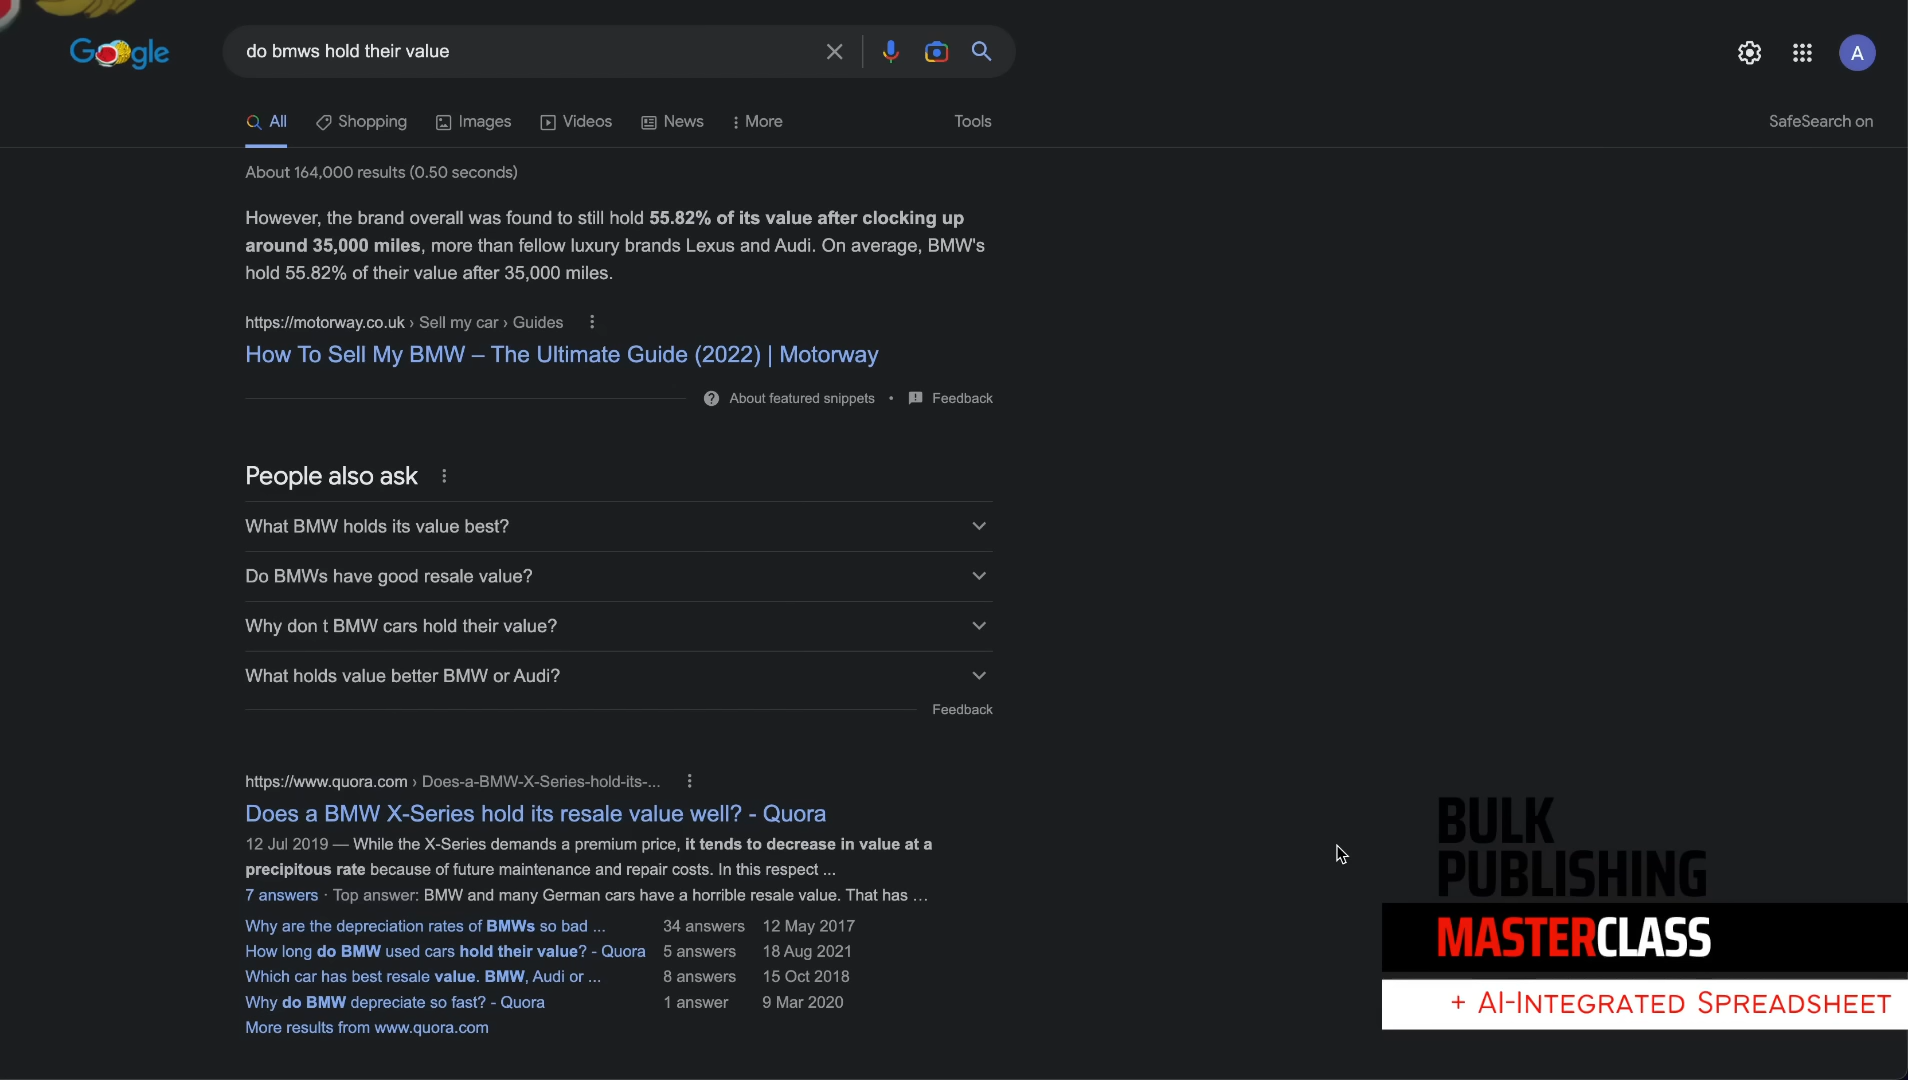 Google
do bmws hold their value
A
All
Shopping
Images
Videos
News
More
Tools
SafeSearch on
About 164,000 results (0.50 seconds)
However, the brand overall was found to still hold 55.82% of its value after clocking up
around 35,000 miles, more than fellow luxury brands Lexus and Audi. On average, BMW's
hold 55.82% of their value after 35,000 miles.
https://motorway.co.uk › Sell my car › Guides
How To Sell My BMW – The Ultimate Guide (2022) | Motorway
About featured snippets • Feedback
People also ask
What BMW holds its value best?
Do BMWs have good resale value?
Why don t BMW cars hold their value?
What holds value better BMW or Audi?
Feedback
https://www.quora.com › Does-a-BMW-X-Series-hold-its-...
Does a BMW X-Series hold its resale value well? - Quora
12 Jul 2019 — While the X-Series demands a premium price, it tends to decrease in value at a
precipitous rate because of future maintenance and repair costs. In this respect ...
7 answers · Top answer: BMW and many German cars have a horrible resale value. That has ...
Why are the depreciation rates of BMWs so bad ... 34 answers 12 May 2017
How long do BMW used cars hold their value? - Quora 5 answers 18 Aug 2021
Which car has best resale value. BMW, Audi or ... 8 answers 15 Oct 2018
Why do BMW depreciate so fast? - Quora 1 answer 9 Mar 2020
More results from www.quora.com
BULK
PUBLISHING
MASTERCLASS
+ AI-INTEGRATED SPREADSHEET